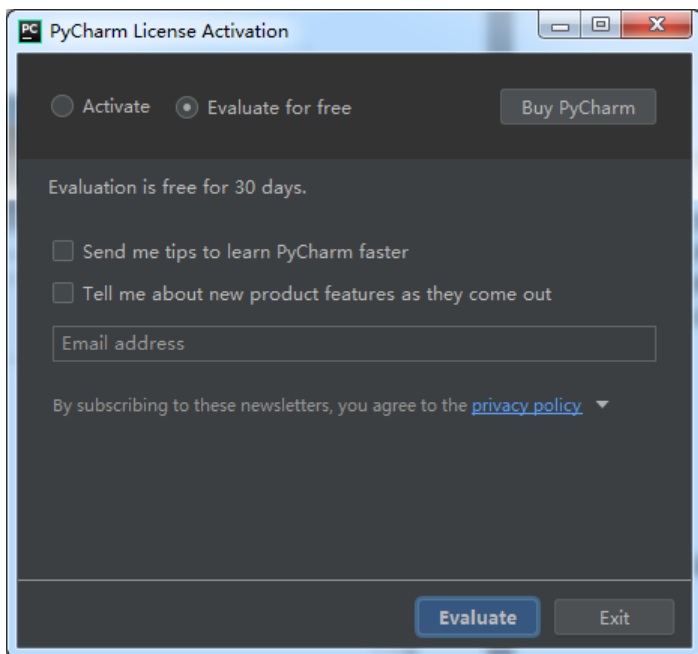 PC PyCharm License Activation
Activate Evaluate for free Buy PyCharm
Evaluation is free for 30 days.
Send me tips to learn PyCharm faster
Tell me about new product features as they come out
Email address
By subscribing to these newsletters, you agree to the privacy policy
Evaluate Exit